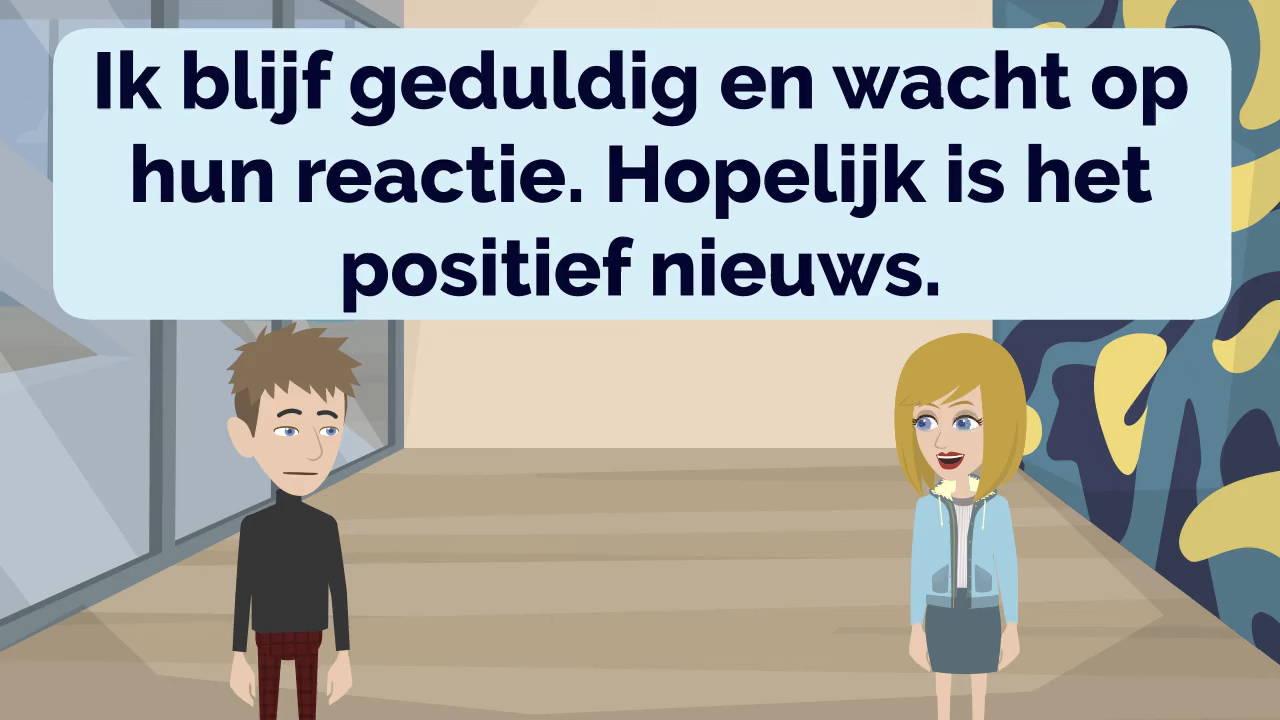 Ik blijf geduldig en wacht op
hun reactie. Hopelijk is het
positief nieuws.